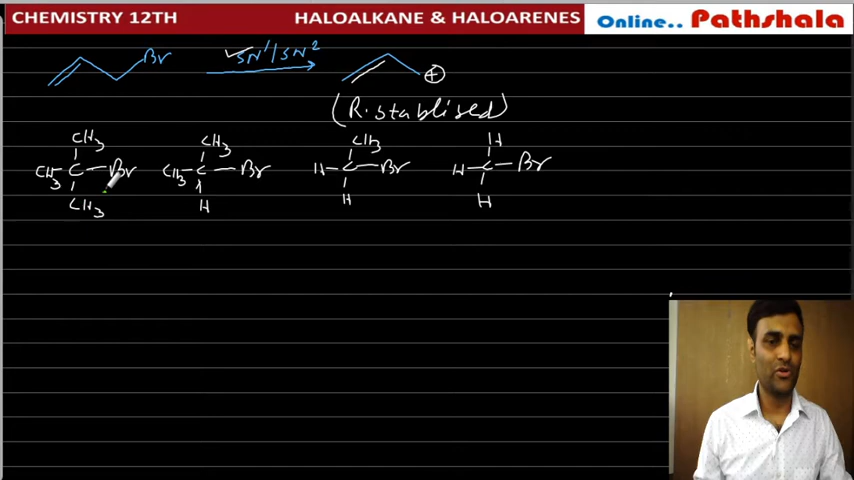 CHEMISTRY 12TH HALOALKANE & HALOARENES Online.. Pathshala
Br ✓SN¹/SN² ⊕
(R. stablised)
CH3 CH3 CH3 H
CH3-C-Br CH3-C-Br H-C-Br H-C-Br
CH3 H H H